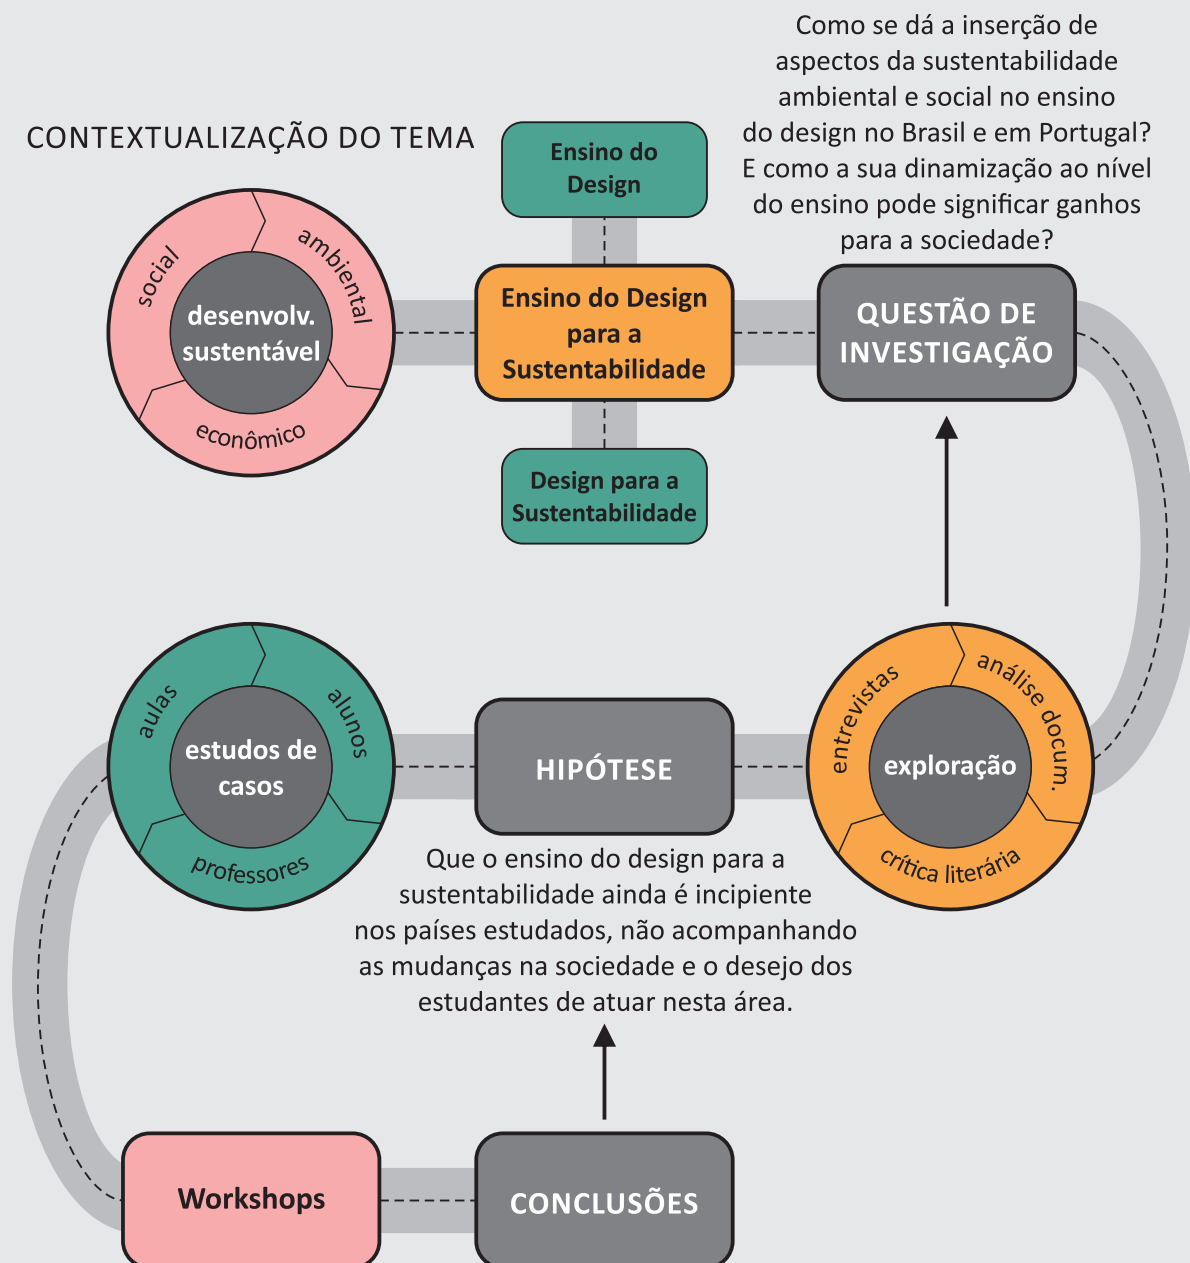 CONTEXTUALIZAÇÃO DO TEMA
social
ambiental
econômico
desenvolv.
sustentável
Ensino do
Design
Ensino do Design
para a
Sustentabilidade
Design para a
Sustentabilidade
Como se dá a inserção de
aspectos da sustentabilidade
ambiental e social no ensino
do design no Brasil e em Portugal?
E como a sua dinamização ao nível
do ensino pode significar ganhos
para a sociedade?
QUESTÃO DE
INVESTIGAÇÃO
entrevistas
análise docum.
crítica literária
exploração
HIPÓTESE
Que o ensino do design para a
sustentabilidade ainda é incipiente
nos países estudados, não acompanhando
as mudanças na sociedade e o desejo dos
estudantes de atuar nesta área.
aulas
alunos
professores
estudos de
casos
Workshops
CONCLUSÕES